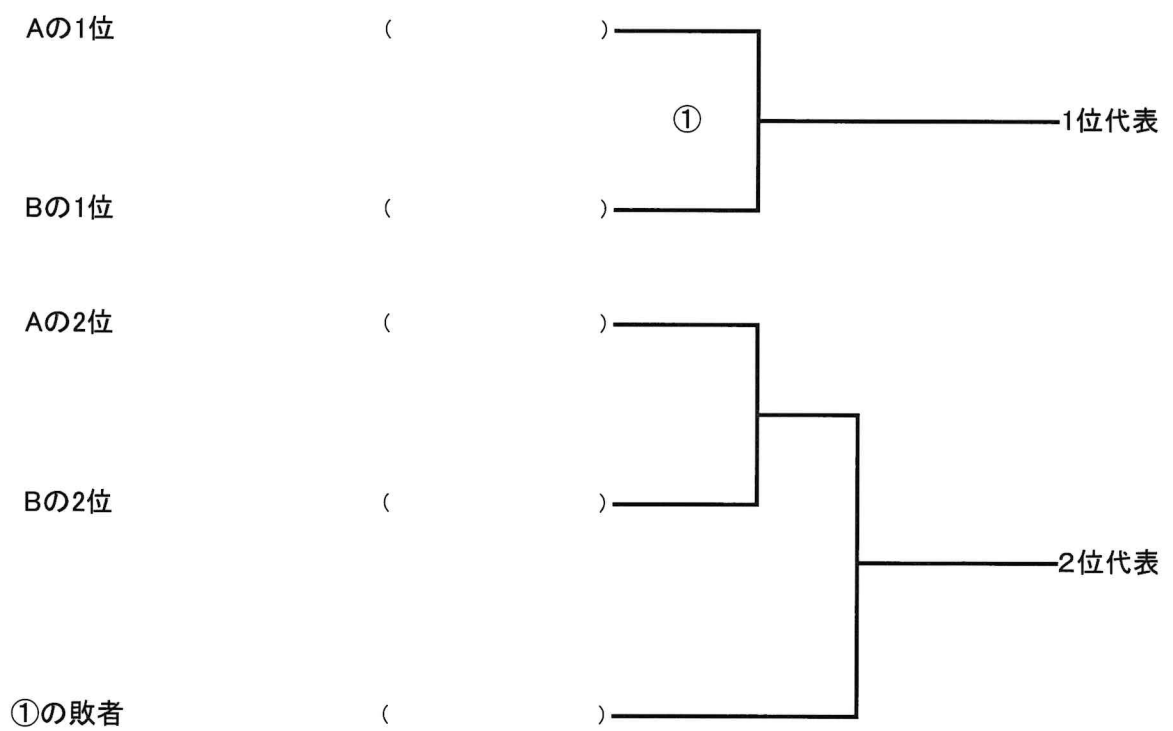 Aの1位 ( )
① 1位代表
Bの1位 ( )
Aの2位 ( )
Bの2位 ( )
2位代表
①の敗者 ( )